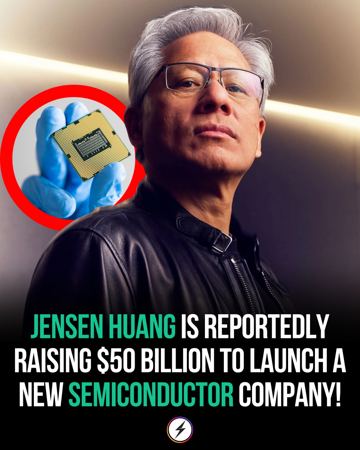 JENSEN HUANG IS REPORTEDLY
RAISING $50 BILLION TO LAUNCH A
NEW SEMICONDUCTOR COMPANY!